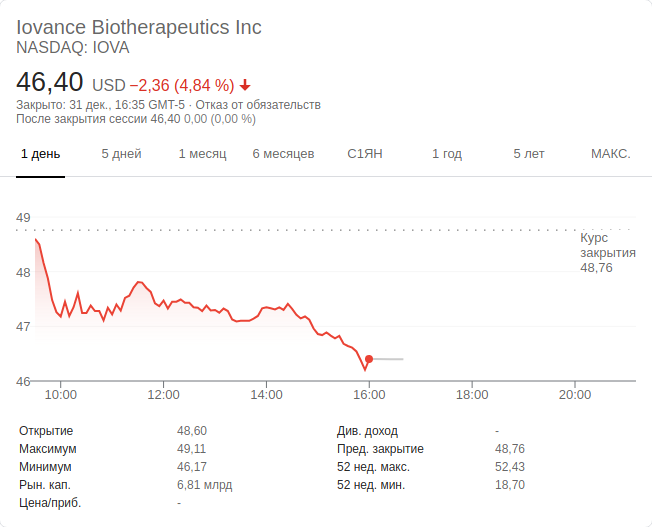 Iovance Biotherapeutics Inc
NASDAQ: IOVA
46,40 USD −2,36 (4,84 %)
Закрыто: 31 дек., 16:35 GMT-5 · Отказ от обязательств
После закрытия сессии 46,40 0,00 (0,00 %)
1 день 5 дней 1 месяц 6 месяцев С1ЯН 1 год 5 лет МАКС.
49
Курс
закрытия
48,76
48
47
46
10:00 12:00 14:00 16:00 18:00 20:00
Открытие 48,60 Див. доход -
Максимум 49,11 Пред. закрытие 48,76
Минимум 46,17 52 нед. макс. 52,43
Рын. кап. 6,81 млрд 52 нед. мин. 18,70
Цена/приб. -